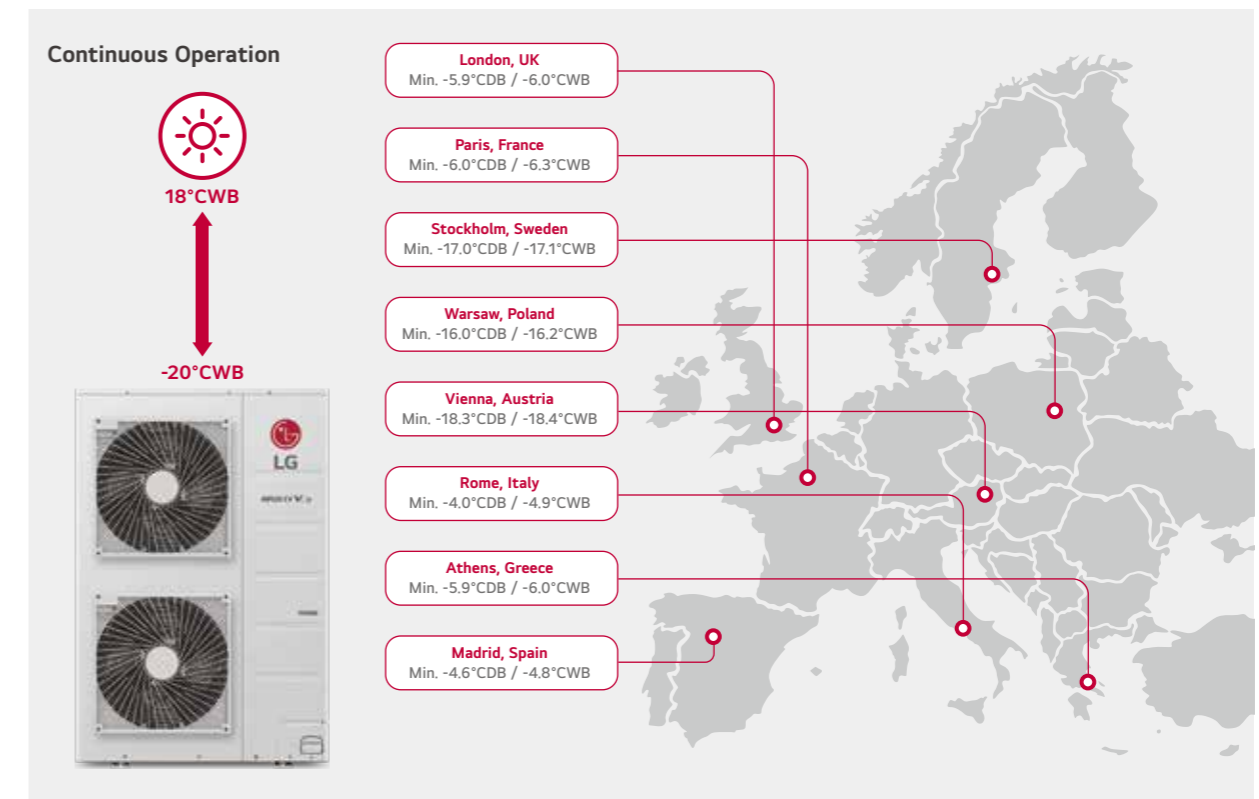 Continuous Operation
18°CWB
-20°CWB
LG
London, UK
Min. -5.9°CDB / -6.0°CWB
Paris, France
Min. -6.0°CDB / -6.3°CWB
Stockholm, Sweden
Min. -17.0°CDB / -17.1°CWB
Warsaw, Poland
Min. -16.0°CDB / -16.2°CWB
Vienna, Austria
Min. -18.3°CDB / -18.4°CWB
Rome, Italy
Min. -4.0°CDB / -4.9°CWB
Athens, Greece
Min. -5.9°CDB / -6.0°CWB
Madrid, Spain
Min. -4.6°CDB / -4.8°CWB